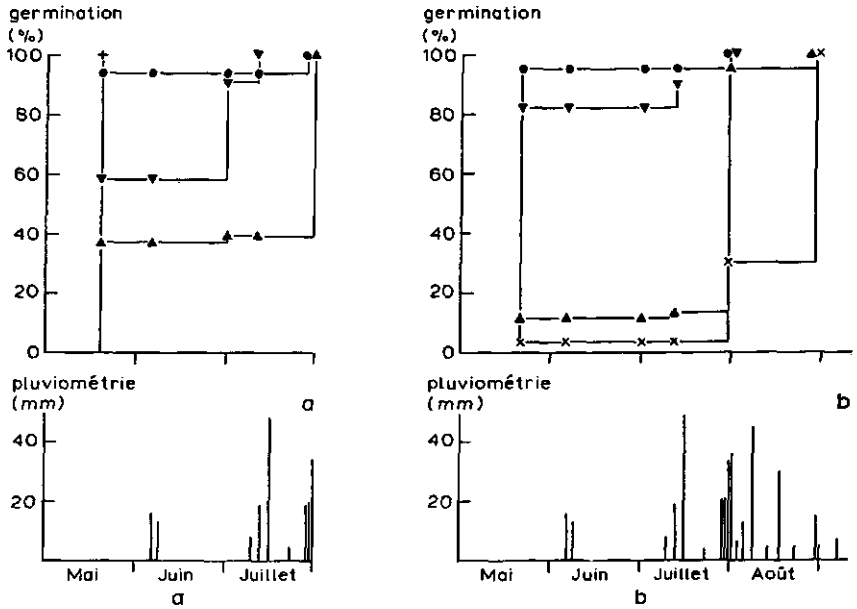 germination
(%)
100
80
60
40
20
0
pluviométrie
(mm)
a
40
20
Mai
Juin
Juillet
a
germination
(%)
100
80
60
40
20
0
pluviométrie
(mm)
b
40
20
Mai
Juin
Juillet
Août
b